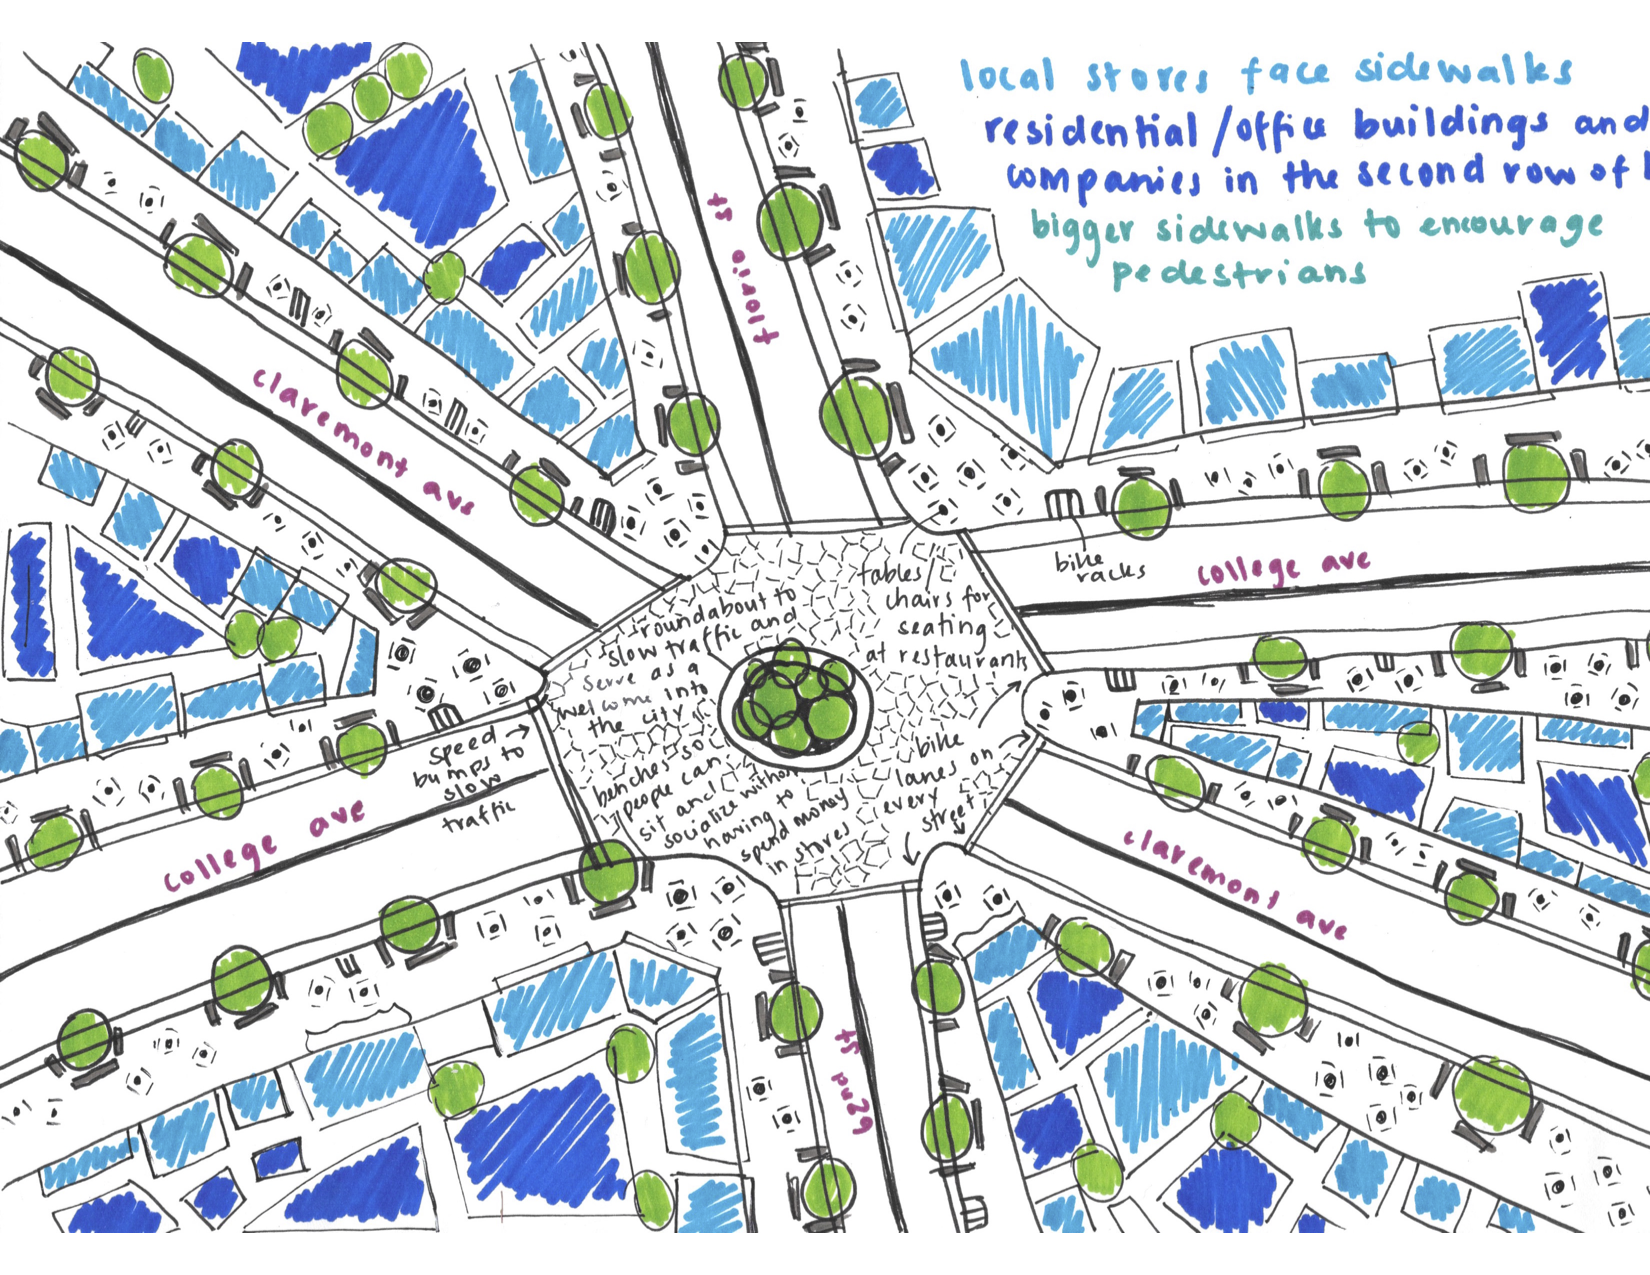 local stores face sidewalks
residential/office buildings and
companies in the second row of
bigger sidewalks to encourage
pedestrians
florio st
claremont ave
bike
racks
college ave
tables/
chairs for
seating
at restaurants
roundabout to
slow traffic and
serve as a
welcome into
the city
speed
bumps to
slow
traffic
benches so
people can
sit and
socialize without
having to
spend money
in stores
bike
lanes on
every
street
college ave
claremont ave
62nd st